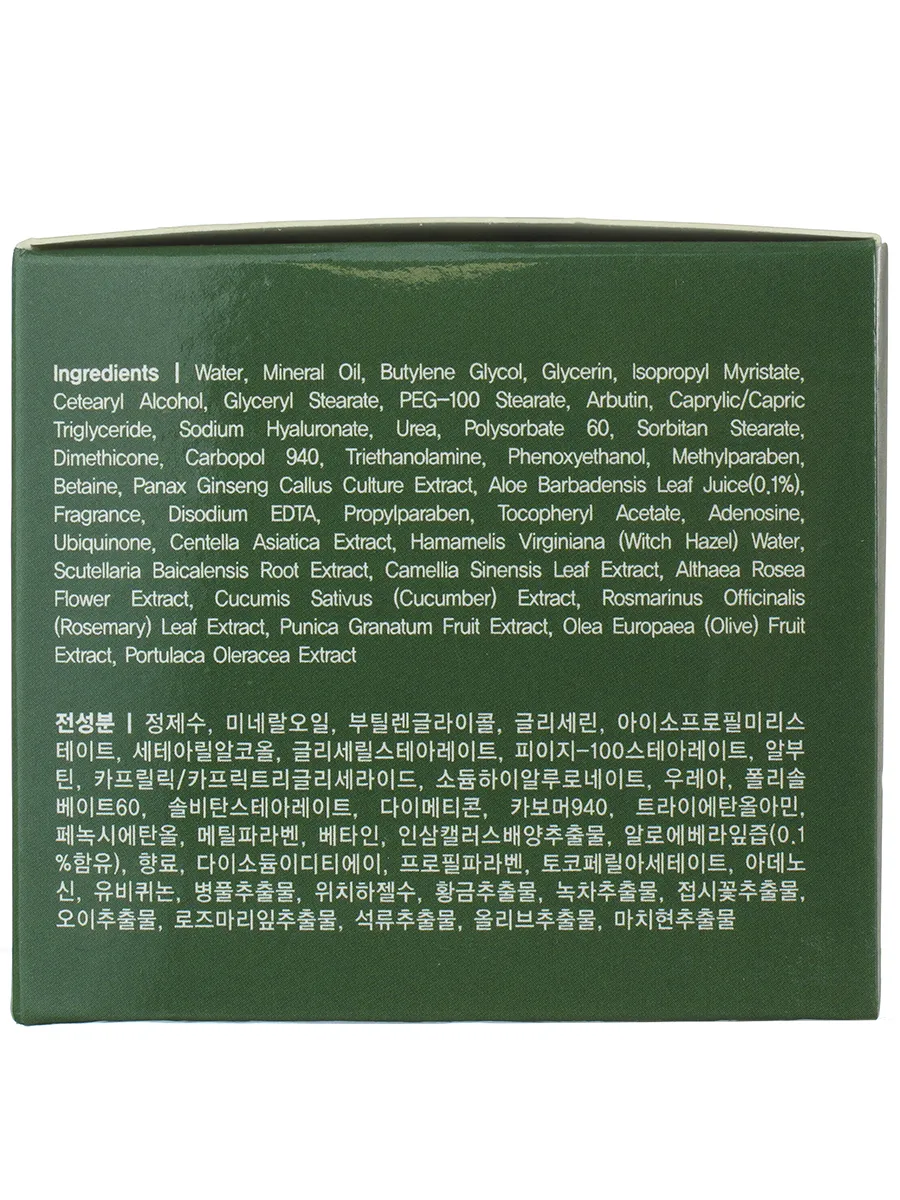 Ingredients | Water, Mineral Oil, Butylene Glycol, Glycerin, Isopropyl Myristate,
Cetearyl Alcohol, Glyceryl Stearate, PEG-100 Stearate, Arbutin, Caprylic/Capric
Triglyceride, Sodium Hyaluronate, Urea, Polysorbate 60, Sorbitan Stearate,
Dimethicone, Carbopol 940, Triethanolamine, Phenoxyethanol, Methylparaben,
Betaine, Panax Ginseng Callus Culture Extract, Aloe Barbadensis Leaf Juice(0.1%),
Fragrance, Disodium EDTA, Propylparaben, Tocopheryl Acetate, Adenosine,
Ubiquinone, Centella Asiatica Extract, Hamamelis Virginiana (Witch Hazel) Water,
Scutellaria Baicalensis Root Extract, Camellia Sinensis Leaf Extract, Althaea Rosea
Flower Extract, Cucumis Sativus (Cucumber) Extract, Rosmarinus Officinalis
(Rosemary) Leaf Extract, Punica Granatum Fruit Extract, Olea Europaea (Olive) Fruit
Extract, Portulaca Oleracea Extract
전성분 | 정제수, 미네랄오일, 부틸렌글라이콜, 글리세린, 아이소프로필미리스
테이트, 세테아릴알코올, 글리세릴스테아레이트, 피이지-100스테아레이트, 알부
틴, 카프릴릭/카프릭트리글리세라이드, 소듐하이알루로네이트, 우레아, 폴리솔
베이트60, 솔비탄스테아레이트, 다이메티콘, 카보머940, 트라이에탄올아민,
페녹시에탄올, 메틸파라벤, 베타인, 인삼캘러스배양추출물, 알로에베라잎즙(0.1
%함유), 향료, 다이소듐이디티에이, 프로필파라벤, 토코페릴아세테이트, 아데노
신, 유비퀴논, 병풀추출물, 위치하젤수, 황금추출물, 녹차추출물, 접시꽃추출물,
오이추출물, 로즈마리잎추출물, 석류추출물, 올리브추출물, 마치현추출물